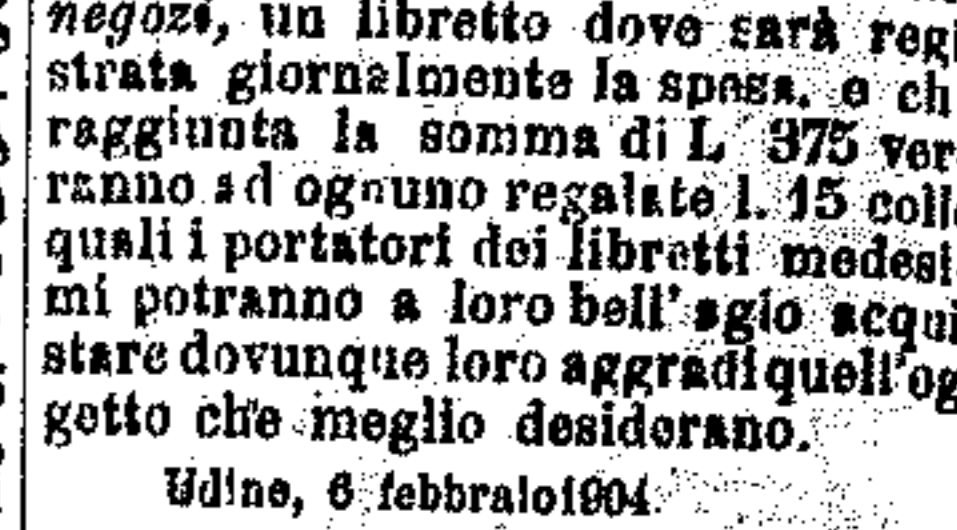 negozi, un libretto dove sarà regi
strata giornalmente la spesa. e ch
raggiunta la somma di L 375 ver
ranno ad ognuno regalate l. 15 coll
quali i portatori dei libretti medesi
mi potranno a loro bell'agio acqui
stare dovunque loro aggradi quell'og
getto che meglio desiderano.
Udine, 6 febbraio 1904.